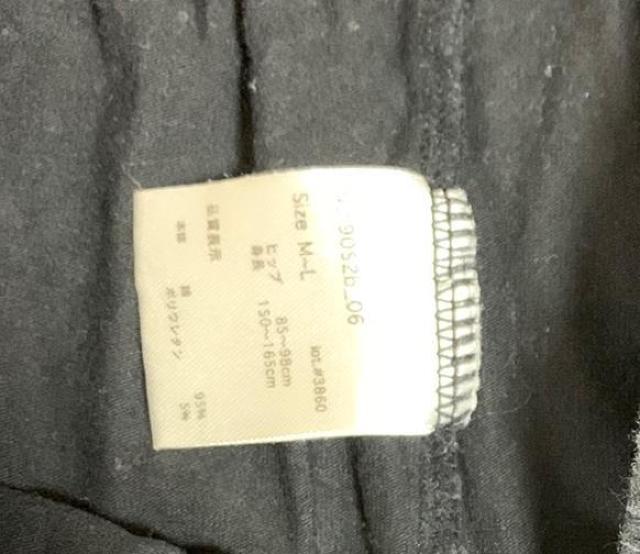 90526_06
lot.#3860
Size M~L
ヒップ 85~98cm
身長 150~165cm
品質表示
本体 綿 95%
ポリウレタン 5%